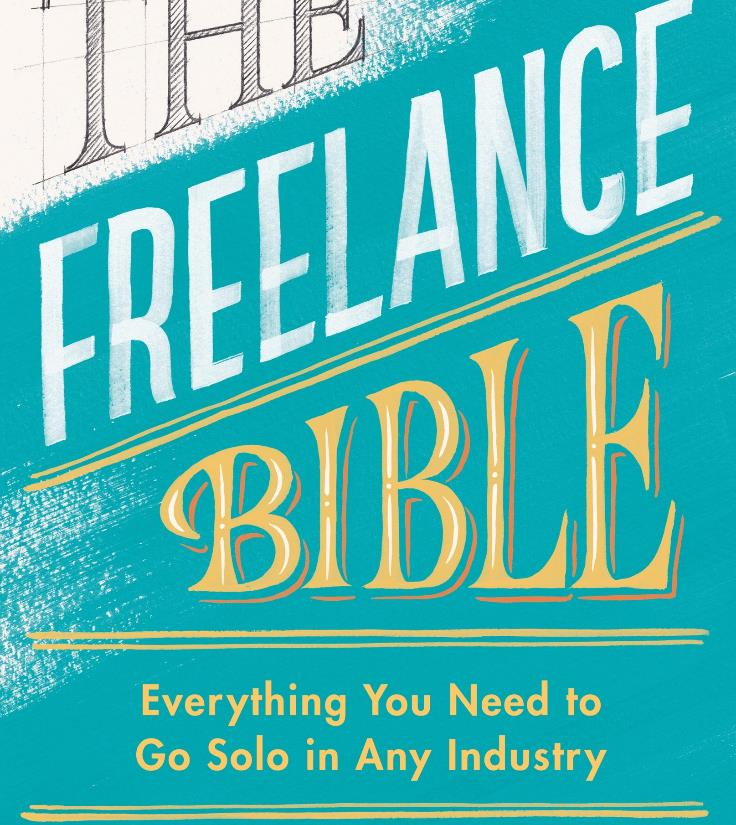 THE
FREELANCE
BIBLE
Everything You Need to
Go Solo in Any Industry